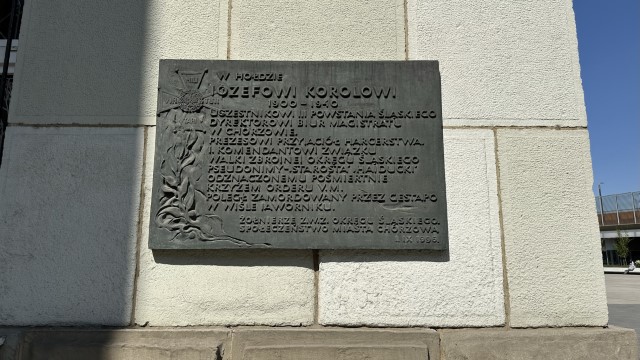 W HOŁDZIE
JÓZEFOWI KOROLOWI
1900-1940
UCZESTNIKOWI III POWSTANIA ŚLĄSKIEGO
DYREKTOROWI BIUR MAGISTRATU
W CHORZOWIE.
PREZESOWI PRZYJACIÓŁ HARCERSTWA.
I. KOMENDANTOWI ZWIĄZKU
WALKI ZBROJNEJ OKRĘGU ŚLĄSKIEGO
PSEUDONIMY-"STAROSTA", "HAJDUCKI"
ODZNACZONEMU POŚMIERTNIE
KRZYŻEM ORDERU V.M.
POLEGŁ ZAMORDOWANY PRZEZ GESTAPO
W WIŚLE JAWORNIKU.
ŻOŁNIERZE Z.W.Z. OKRĘGU ŚLĄSKIEGO.
SPOŁECZEŃSTWO MIASTA CHORZOWA